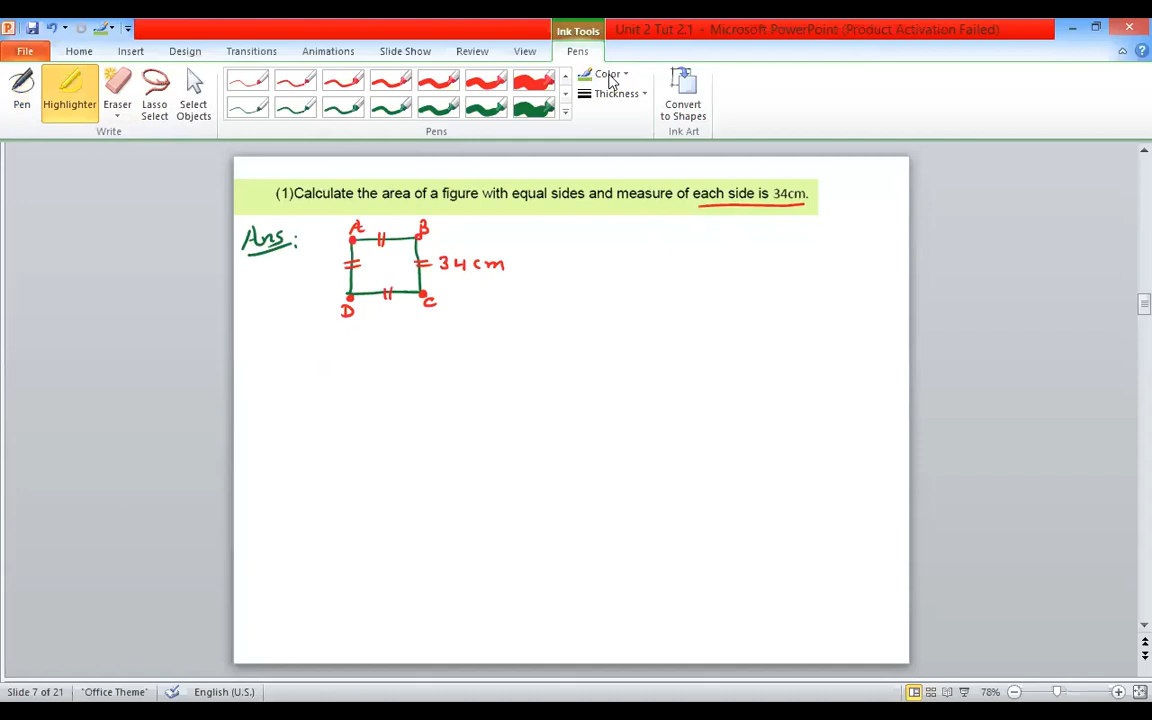 Ink Tools
Unit 2 Tut 2.1 - Microsoft PowerPoint (Product Activation Failed)
File Home Insert Design Transitions Animations Slide Show Review View Pens
Pen Highlighter Eraser Lasso Select Select Objects
Color
Thickness
Convert to Shapes
Write Pens Ink Art
(1)Calculate the area of a figure with equal sides and measure of each side is 34cm.
Ans:
A B
34cm
D C
Slide 7 of 21 "Office Theme" English (U.S.) 78%